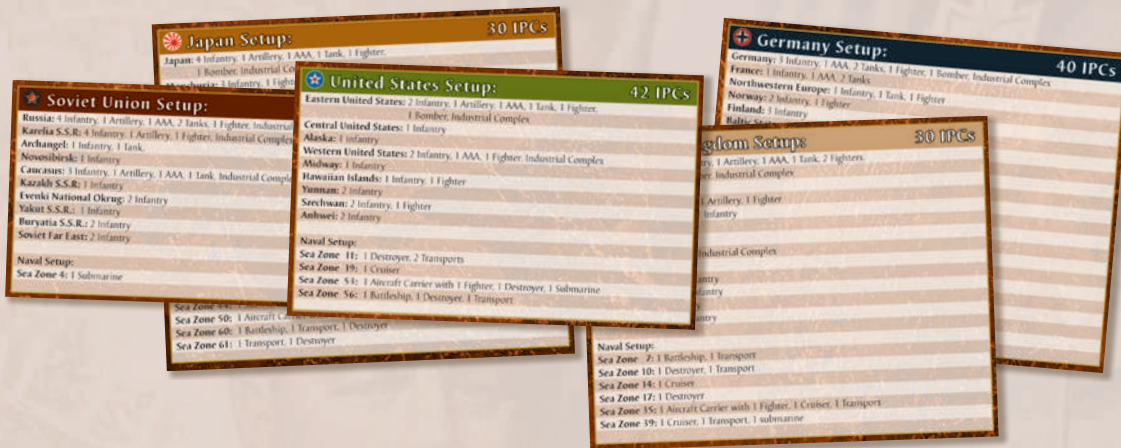 Japan Setup:
30 IPCs
Japan: 4 Infantry, 1 Artillery, 1 AAA, 1 Tank, 1 Fighter,
1 Bomber, Industrial
3 Infantry, 1
Soviet Union Setup:
Russia: 4 Infantry, 1 Artillery, 1 AAA, 2 Tanks, 1 Fighter, Industrial
Karelia S.S.R: 4 Infantry, 1 Artillery, 1 Fighter, Industrial Complex
Archangel: 1 Infantry, 1 Tank,
Novosibirsk: 1 Infantry
Caucasus: 3 Infantry, 1 Artillery, 1 AAA, 1 Tank, Industrial
Kazakh S.S.R: 1 Infantry
Evenki National Okrug: 2 Infantry
Yakut S.S.R.: 1 Infantry
Buryatia S.S.R.: 2 Infantry
Soviet Far East: 2 Infantry
Naval Setup:
Sea Zone 4: 1 Submarine
United States Setup:
42 IPCs
Eastern United States: 2 Infantry, 1 Artillery, 1 AAA, 1 Tank, 1 Fighter,
1 Bomber, Industrial Complex
Central United States: 1 Infantry
Alaska: 1 Infantry
Western United States: 2 Infantry, 1 AAA, 1 Fighter, Industrial Complex
Midway: 1 Infantry
Hawaiian Islands: 1 Infantry, 1 Fighter
Yunnan: 2 Infantry
Szechwan: 2 Infantry, 1 Fighter
Anhwei: 2 Infantry
Naval Setup:
Sea Zone 11: 1 Destroyer, 2 Transports
Sea Zone 19: 1 Cruiser
Sea Zone 53: 1 Aircraft Carrier with 1 Fighter, 1 Destroyer, 1 Submarine
Sea Zone 56: 1 Battleship, 1 Destroyer, 1 Transport
Sea Zone 50: 1 Aircraft
Sea Zone 60: 1 Battleship, 1 Transport, 1 Destroyer
Sea Zone 61: 1 Transport, 1 Destroyer
Germany Setup:
40 IPCs
Germany: 3 Infantry, 1 AAA, 2 Tanks, 1 Fighter, 1 Bomber, Industrial Complex
France: 1 Infantry, 1 AAA, 2 Tanks
Northwestern Europe: 1 Infantry, 1 Tank, 1 Fighter
Norway: 2 Infantry, 1 Fighter
Finland: 3 Infantry
Baltic
Setup:
30 IPCs
1 Artillery, 1 AAA, 1 Tank, 2 Fighters,
Industrial Complex
1 Artillery, 1 Fighter
Infantry
Industrial Complex
Naval Setup:
Sea Zone 7: 1 Battleship, 1 Transport
Sea Zone 10: 1 Destroyer, 1 Transport
Sea Zone 14: 1 Cruiser
Sea Zone 17: 1 Destroyer
Sea Zone 35: 1 Aircraft Carrier with 1 Fighter, 1 Cruiser, 1 Transport
Sea Zone 39: 1 Cruiser, 1 Transport, 1 submarine